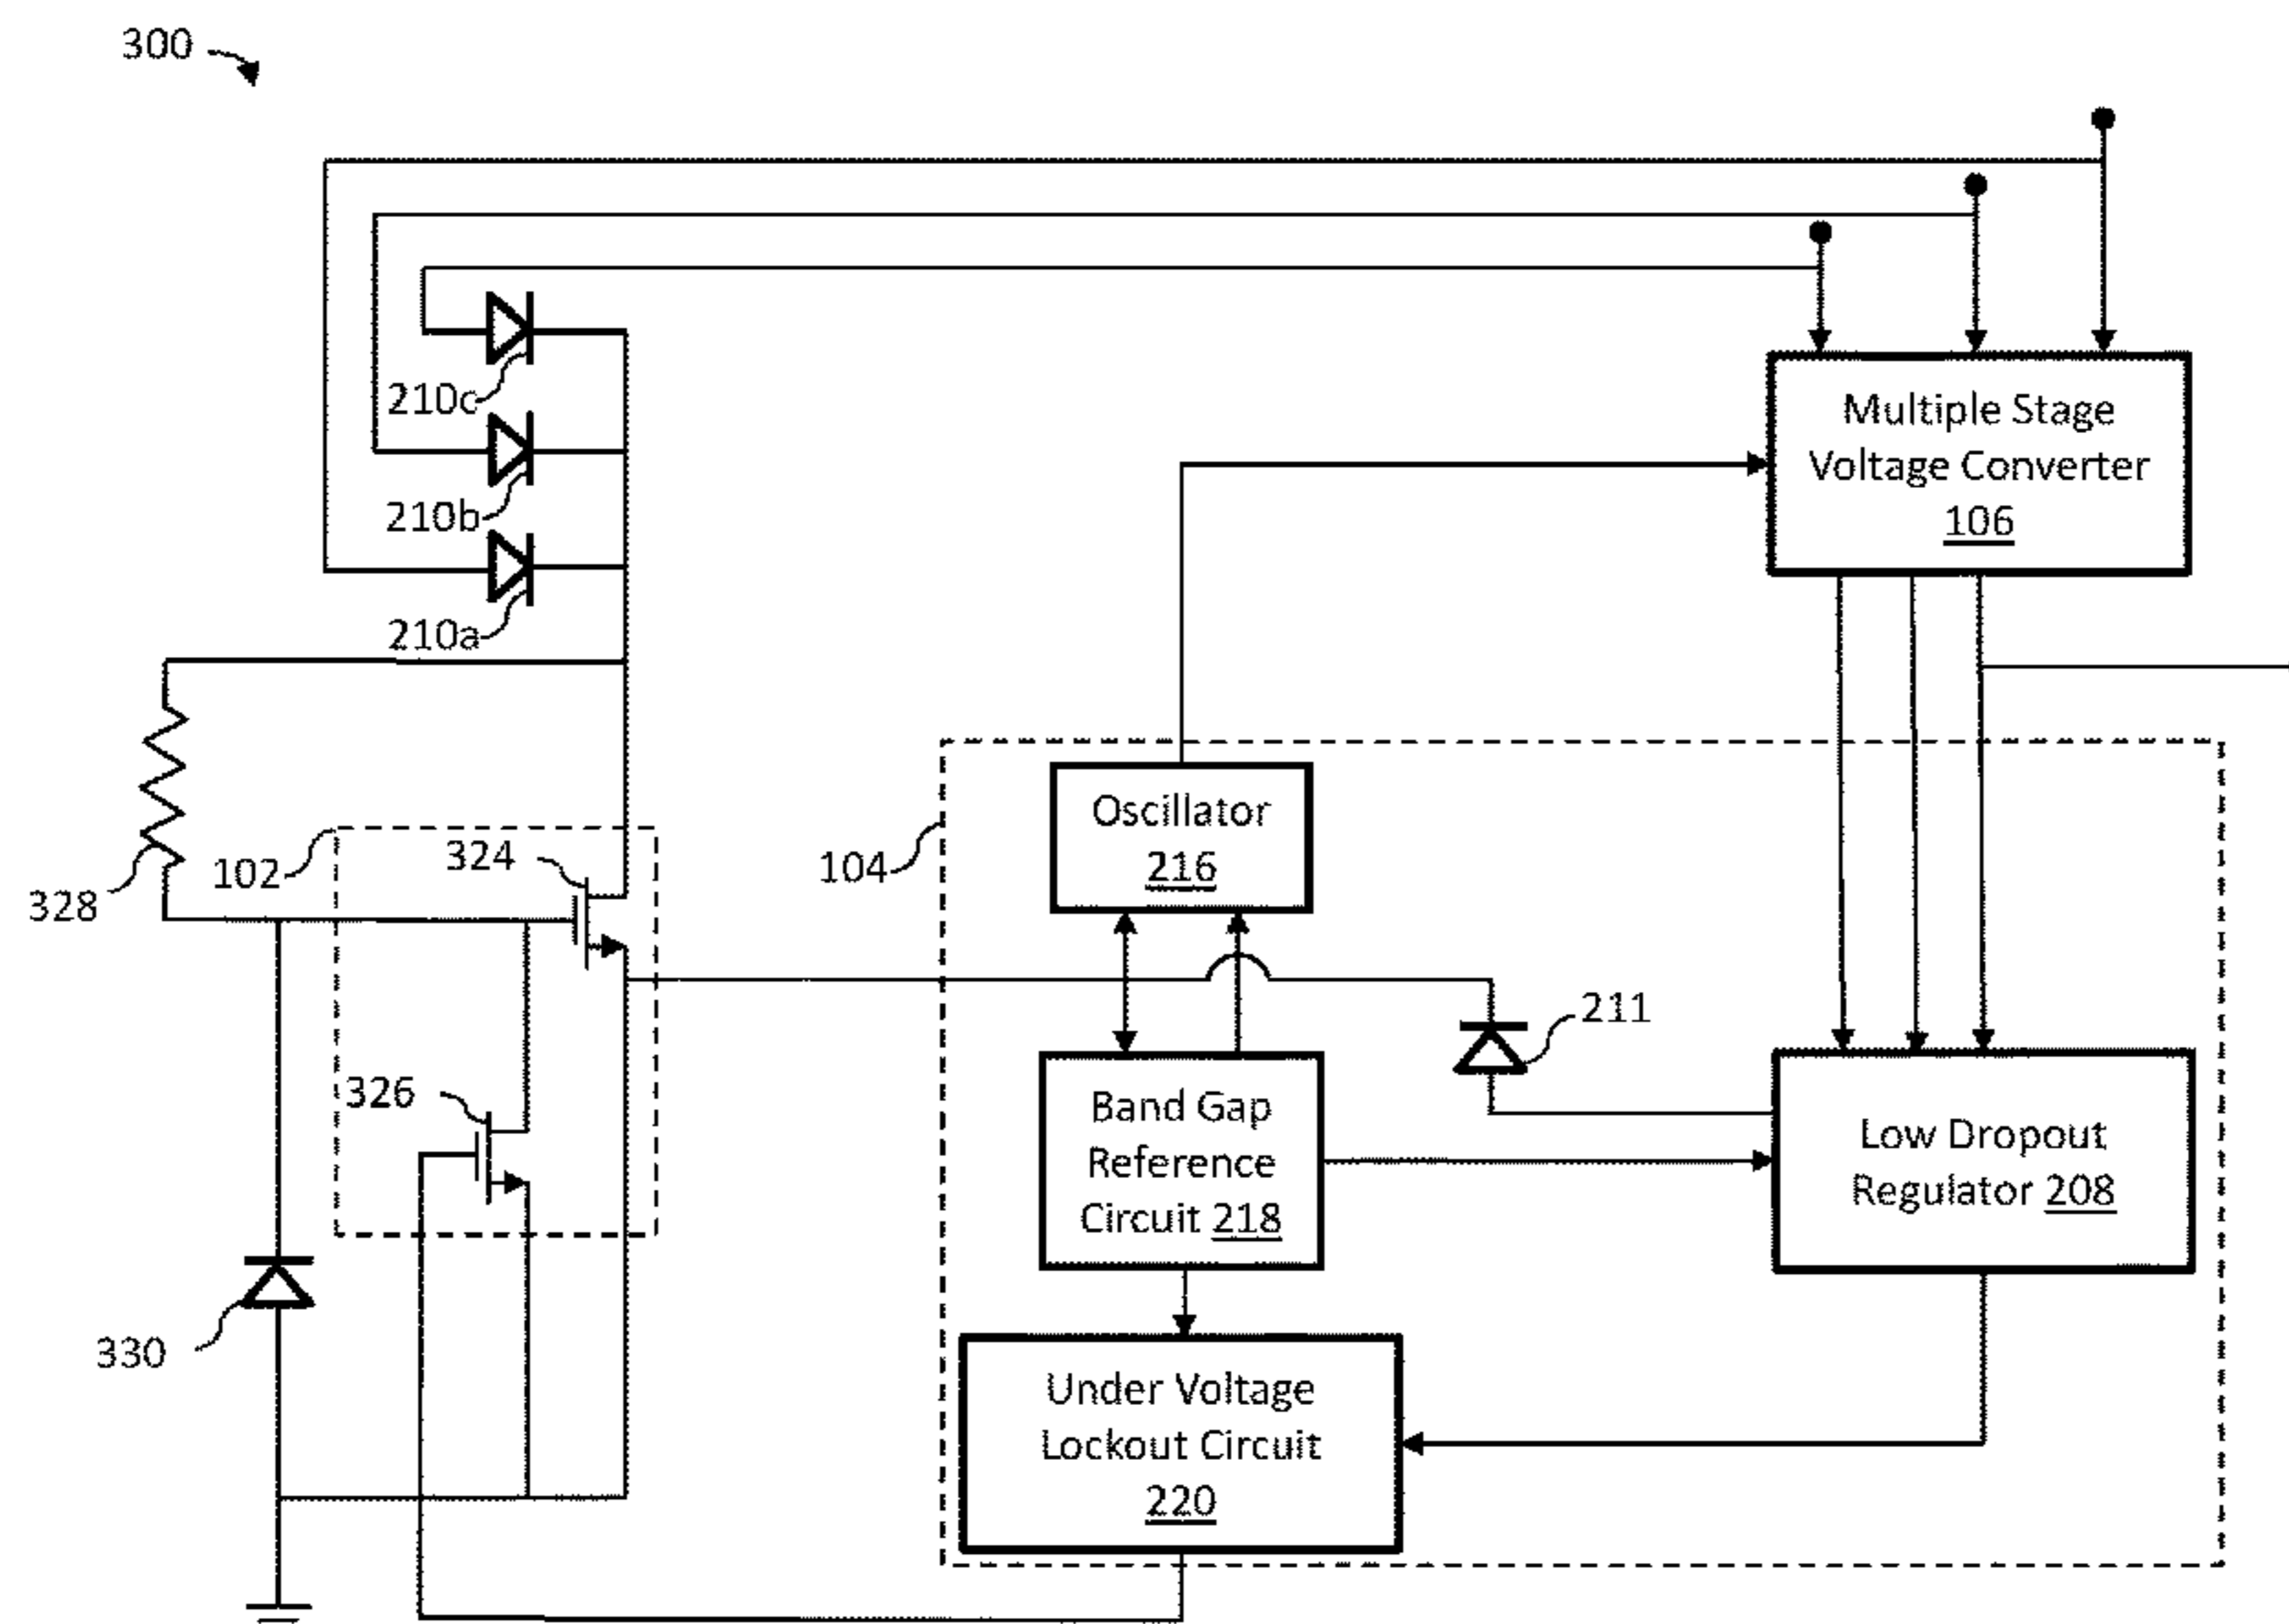 300
210c
210b
210a
Multiple Stage
Voltage Converter
106
328
102
324
104
Oscillator
216
211
326
Band Gap
Reference
Circuit 218
Low Dropout
Regulator 208
330
Under Voltage
Lockout Circuit
220